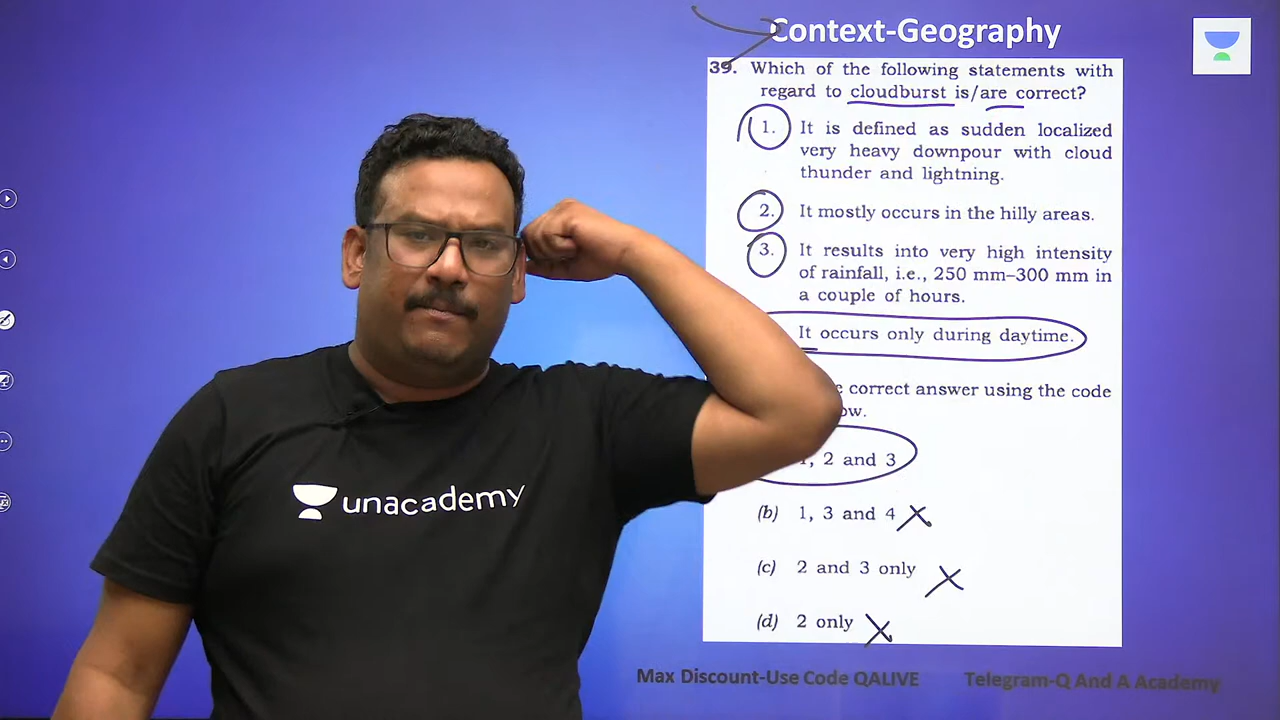 Context-Geography
39. Which of the following statements with
regard to cloudburst is/are correct?
1. It is defined as sudden localized
very heavy downpour with cloud
thunder and lightning.
2. It mostly occurs in the hilly areas.
3. It results into very high intensity
of rainfall, i.e., 250 mm–300 mm in
a couple of hours.
It occurs only during daytime.
correct answer using the code
1, 2 and 3
(b) 1, 3 and 4
(c) 2 and 3 only
(d) 2 only
unacademy
Max Discount-Use Code QALIVE Telegram-Q And A Academy